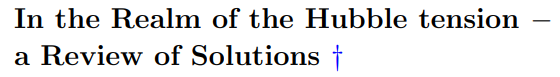 In the Realm of the Hubble tension –
a Review of Solutions †